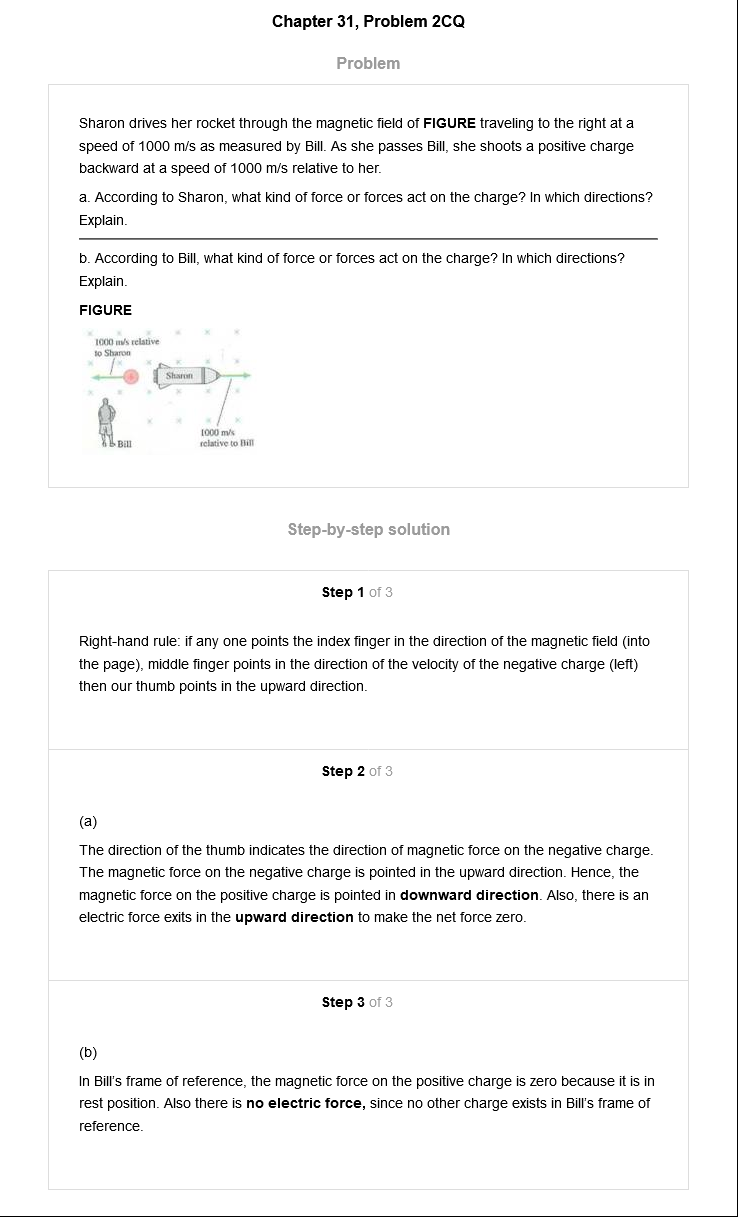 Chapter 31, Problem 2CQ
Problem
Sharon drives her rocket through the magnetic field of FIGURE traveling to the right at a
speed of 1000 m/s as measured by Bill. As she passes Bill, she shoots a positive charge
backward at a speed of 1000 m/s relative to her.
a. According to Sharon, what kind of force or forces act on the charge? In which directions?
Explain.
b. According to Bill, what kind of force or forces act on the charge? In which directions?
Explain.
FIGURE
1000 m/s relative
to Sharon
Sharon
1000 m/s
relative to Bill
Bill
Step-by-step solution
Step 1 of 3
Right-hand rule: if any one points the index finger in the direction of the magnetic field (into
the page), middle finger points in the direction of the velocity of the negative charge (left)
then our thumb points in the upward direction.
Step 2 of 3
(a)
The direction of the thumb indicates the direction of magnetic force on the negative charge.
The magnetic force on the negative charge is pointed in the upward direction. Hence, the
magnetic force on the positive charge is pointed in downward direction. Also, there is an
electric force exits in the upward direction to make the net force zero.
Step 3 of 3
(b)
In Bill's frame of reference, the magnetic force on the positive charge is zero because it is in
rest position. Also there is no electric force, since no other charge exists in Bill's frame of
reference.